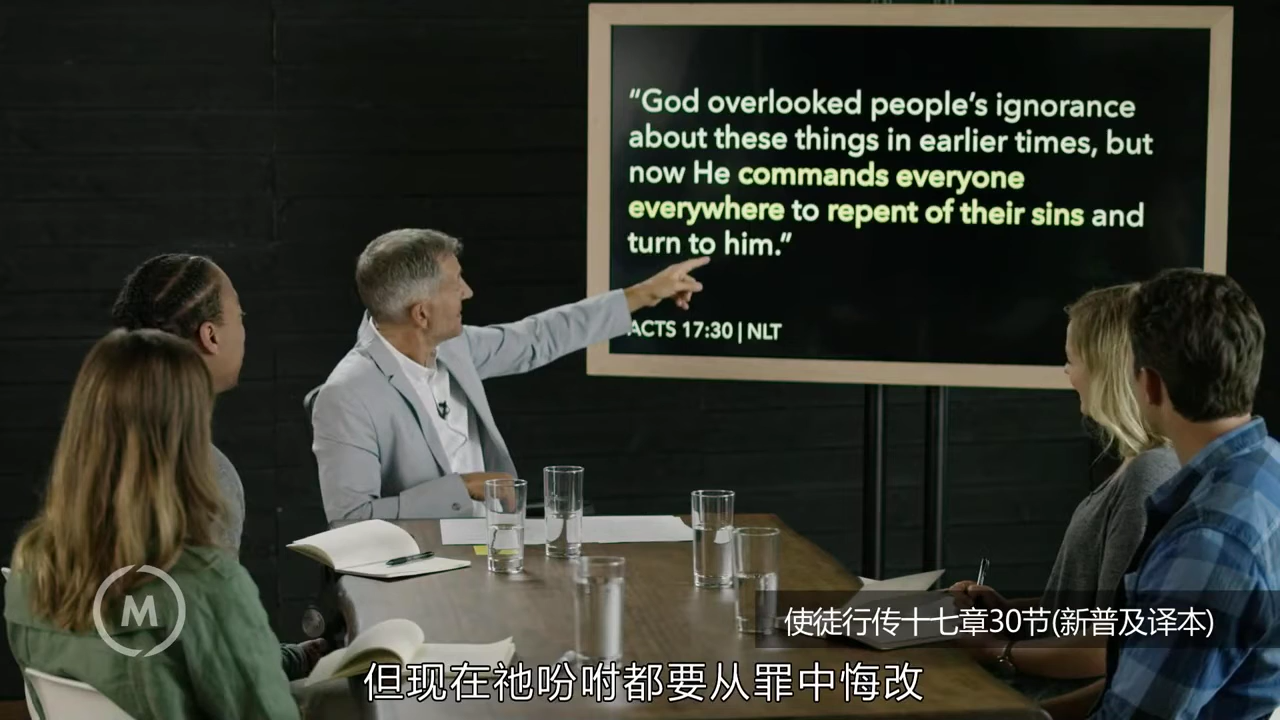 “God overlooked people’s ignorance
about these things in earlier times, but
now He commands everyone
everywhere to repent of their sins and
turn to him.”
ACTS 17:30 | NLT
M
使徒行传十七章30节(新普及译本)
但现在祂吩咐都要从罪中悔改